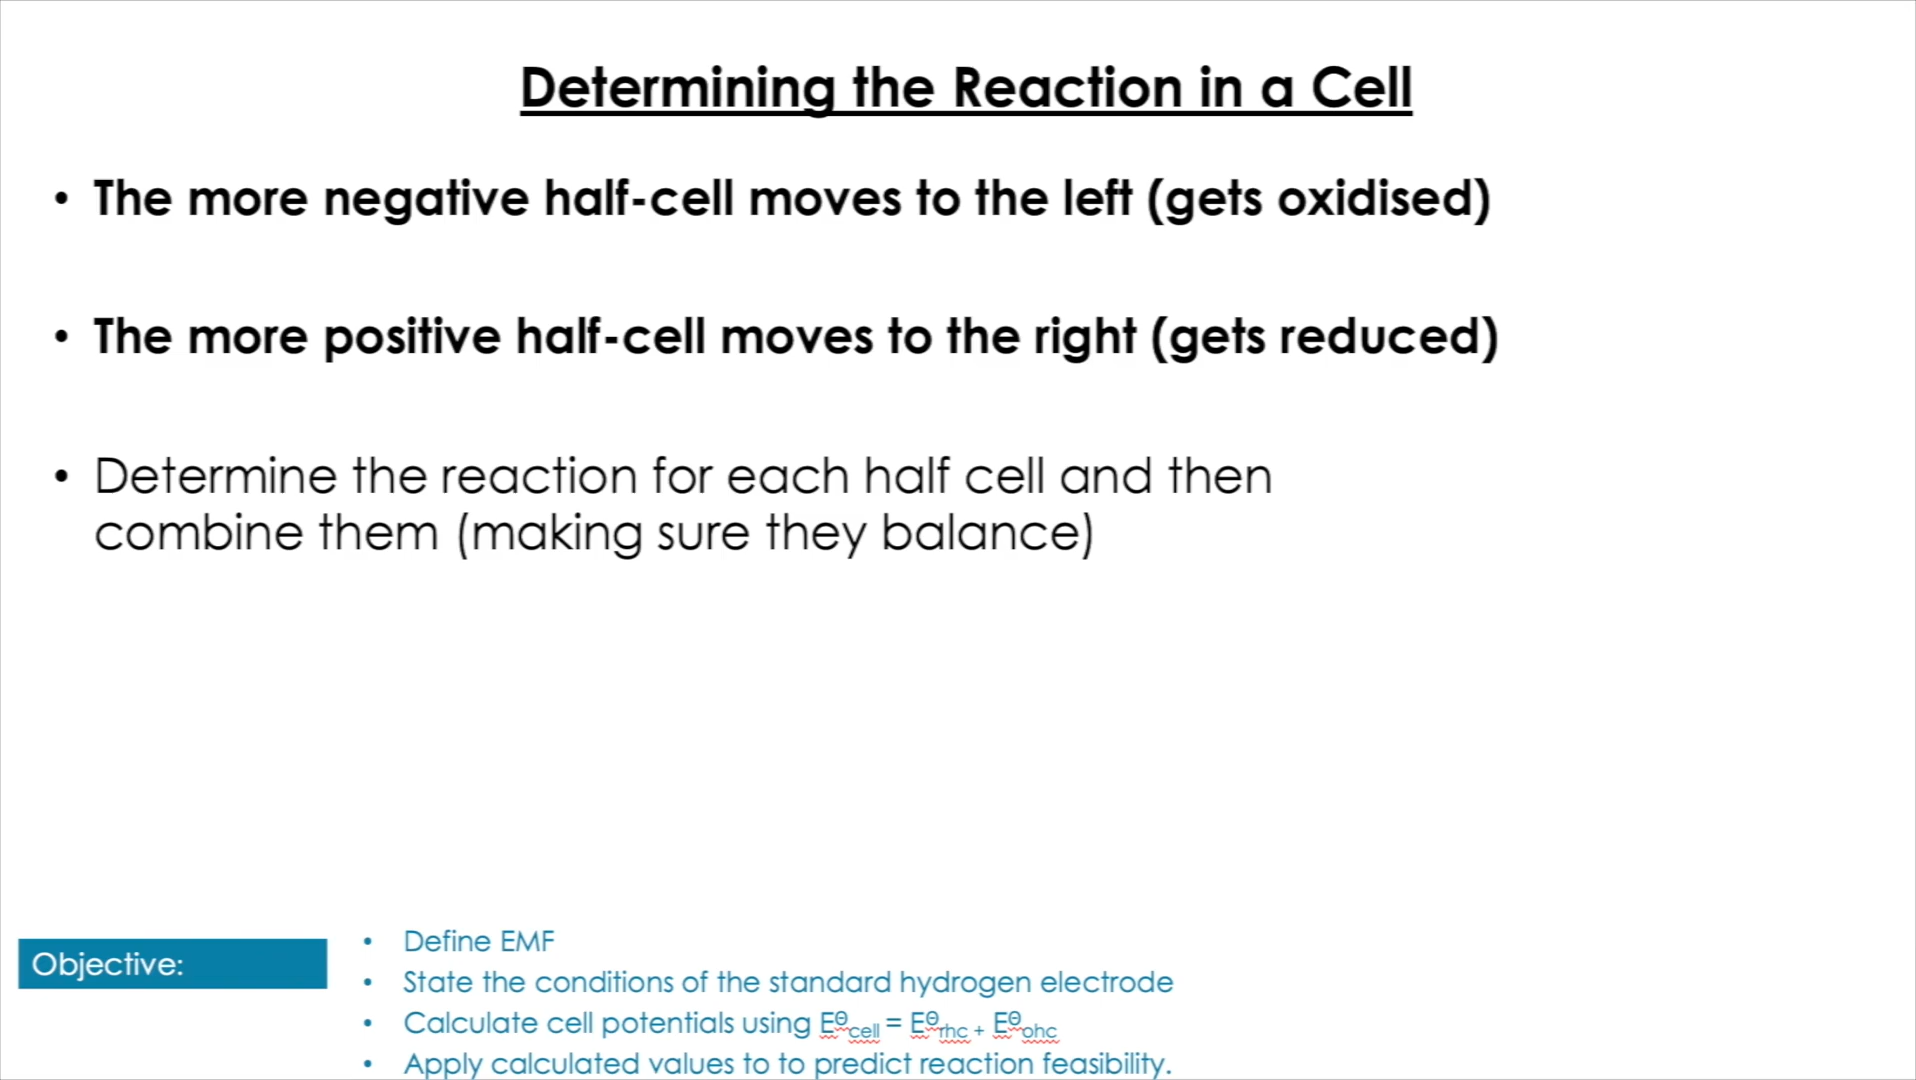 Determining the Reaction in a Cell
• The more negative half-cell moves to the left (gets oxidised)
• The more positive half-cell moves to the right (gets reduced)
• Determine the reaction for each half cell and then
combine them (making sure they balance)
Objective:
• Define EMF
• State the conditions of the standard hydrogen electrode
• Calculate cell potentials using E^Θ_cell = E^Θ_rhc + E^Θ_ohc
• Apply calculated values to to predict reaction feasibility.